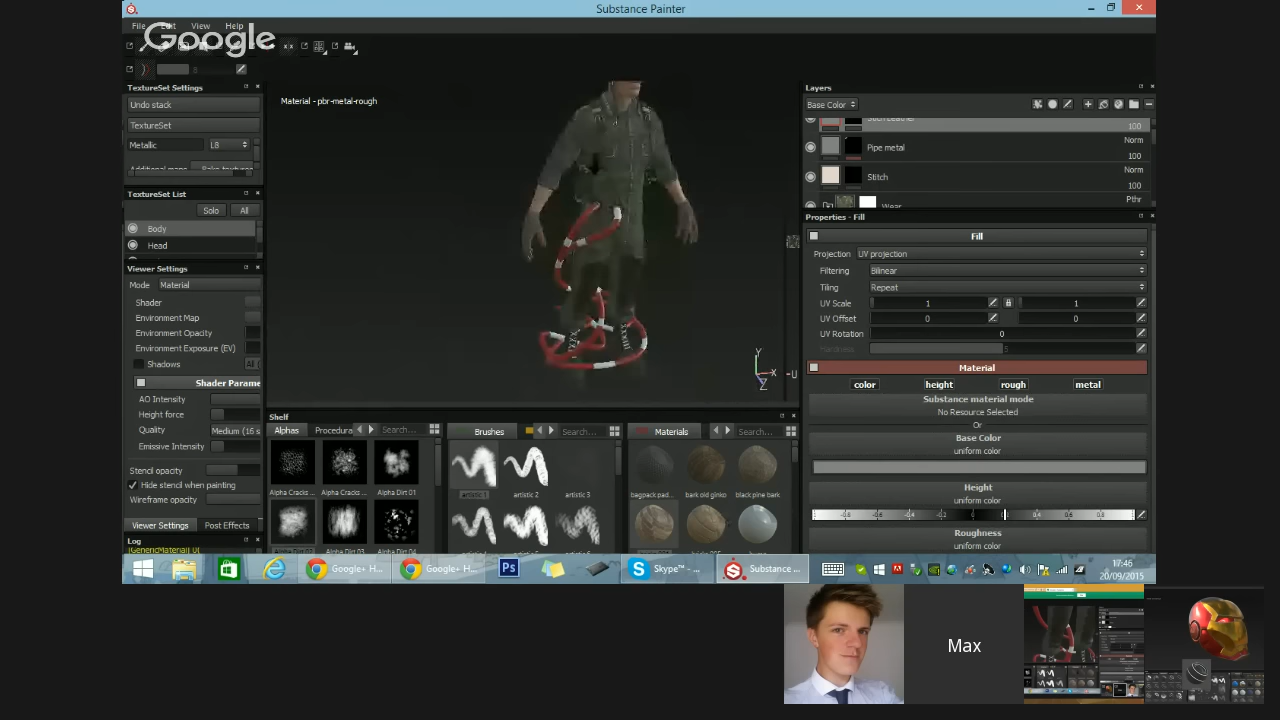 Substance Painter
File Edit View Help
Google
TextureSet Settings
Undo stack
TextureSet
Metallic L8
TextureSet List
Solo All
Body
Head
Viewer Settings
Mode Material
Shader
Environment Map
Environment Opacity
Environment Exposure (EV)
Shadows
Shader Parame
AO Intensity
Height force
Quality Medium (16 s
Emissive Intensity
Stencil opacity
Hide stencil when painting
Wireframe opacity
Viewer Settings Post Effects
Log
Material - pbr-metal-rough
Y
X
Z
U
Shelf
Alphas Procedura Search...
Alpha Cracks ... Alpha Cracks ... Alpha Dirt 01
Alpha Dirt 03 Alpha Dirt 04
Brushes Search...
artistic 1 artistic 2 artistic 3
Materials Search...
bagpack pad... bark old ginko black pine bark
Layers
Base Color
100
Pipe metal Norm
100
Stitch Norm
100
Wear Pthr
Properties - Fill
Fill
Projection UV projection
Filtering Bilinear
Tiling Repeat
UV Scale 1 1
UV Offset 0 0
UV Rotation 0
Material
color height rough metal
Substance material mode
No Resource Selected
Or
Base Color
uniform color
Height
uniform color
Roughness
uniform color
Google+ H... Google+ H... Ps Skype™ - ... Substance ...
17:46
20/09/2015
Max